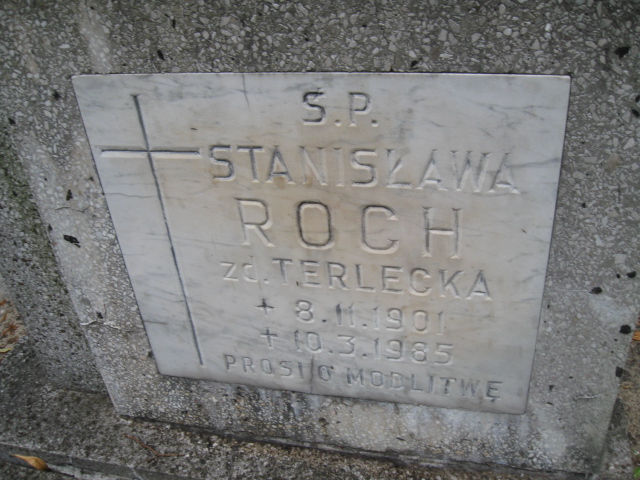 Ś.P.
STANISŁAWA
ROCH
ZD. TERLECKA
+ 8.11.1901
+ 10.3.1985
PROSI O MODLITWĘ